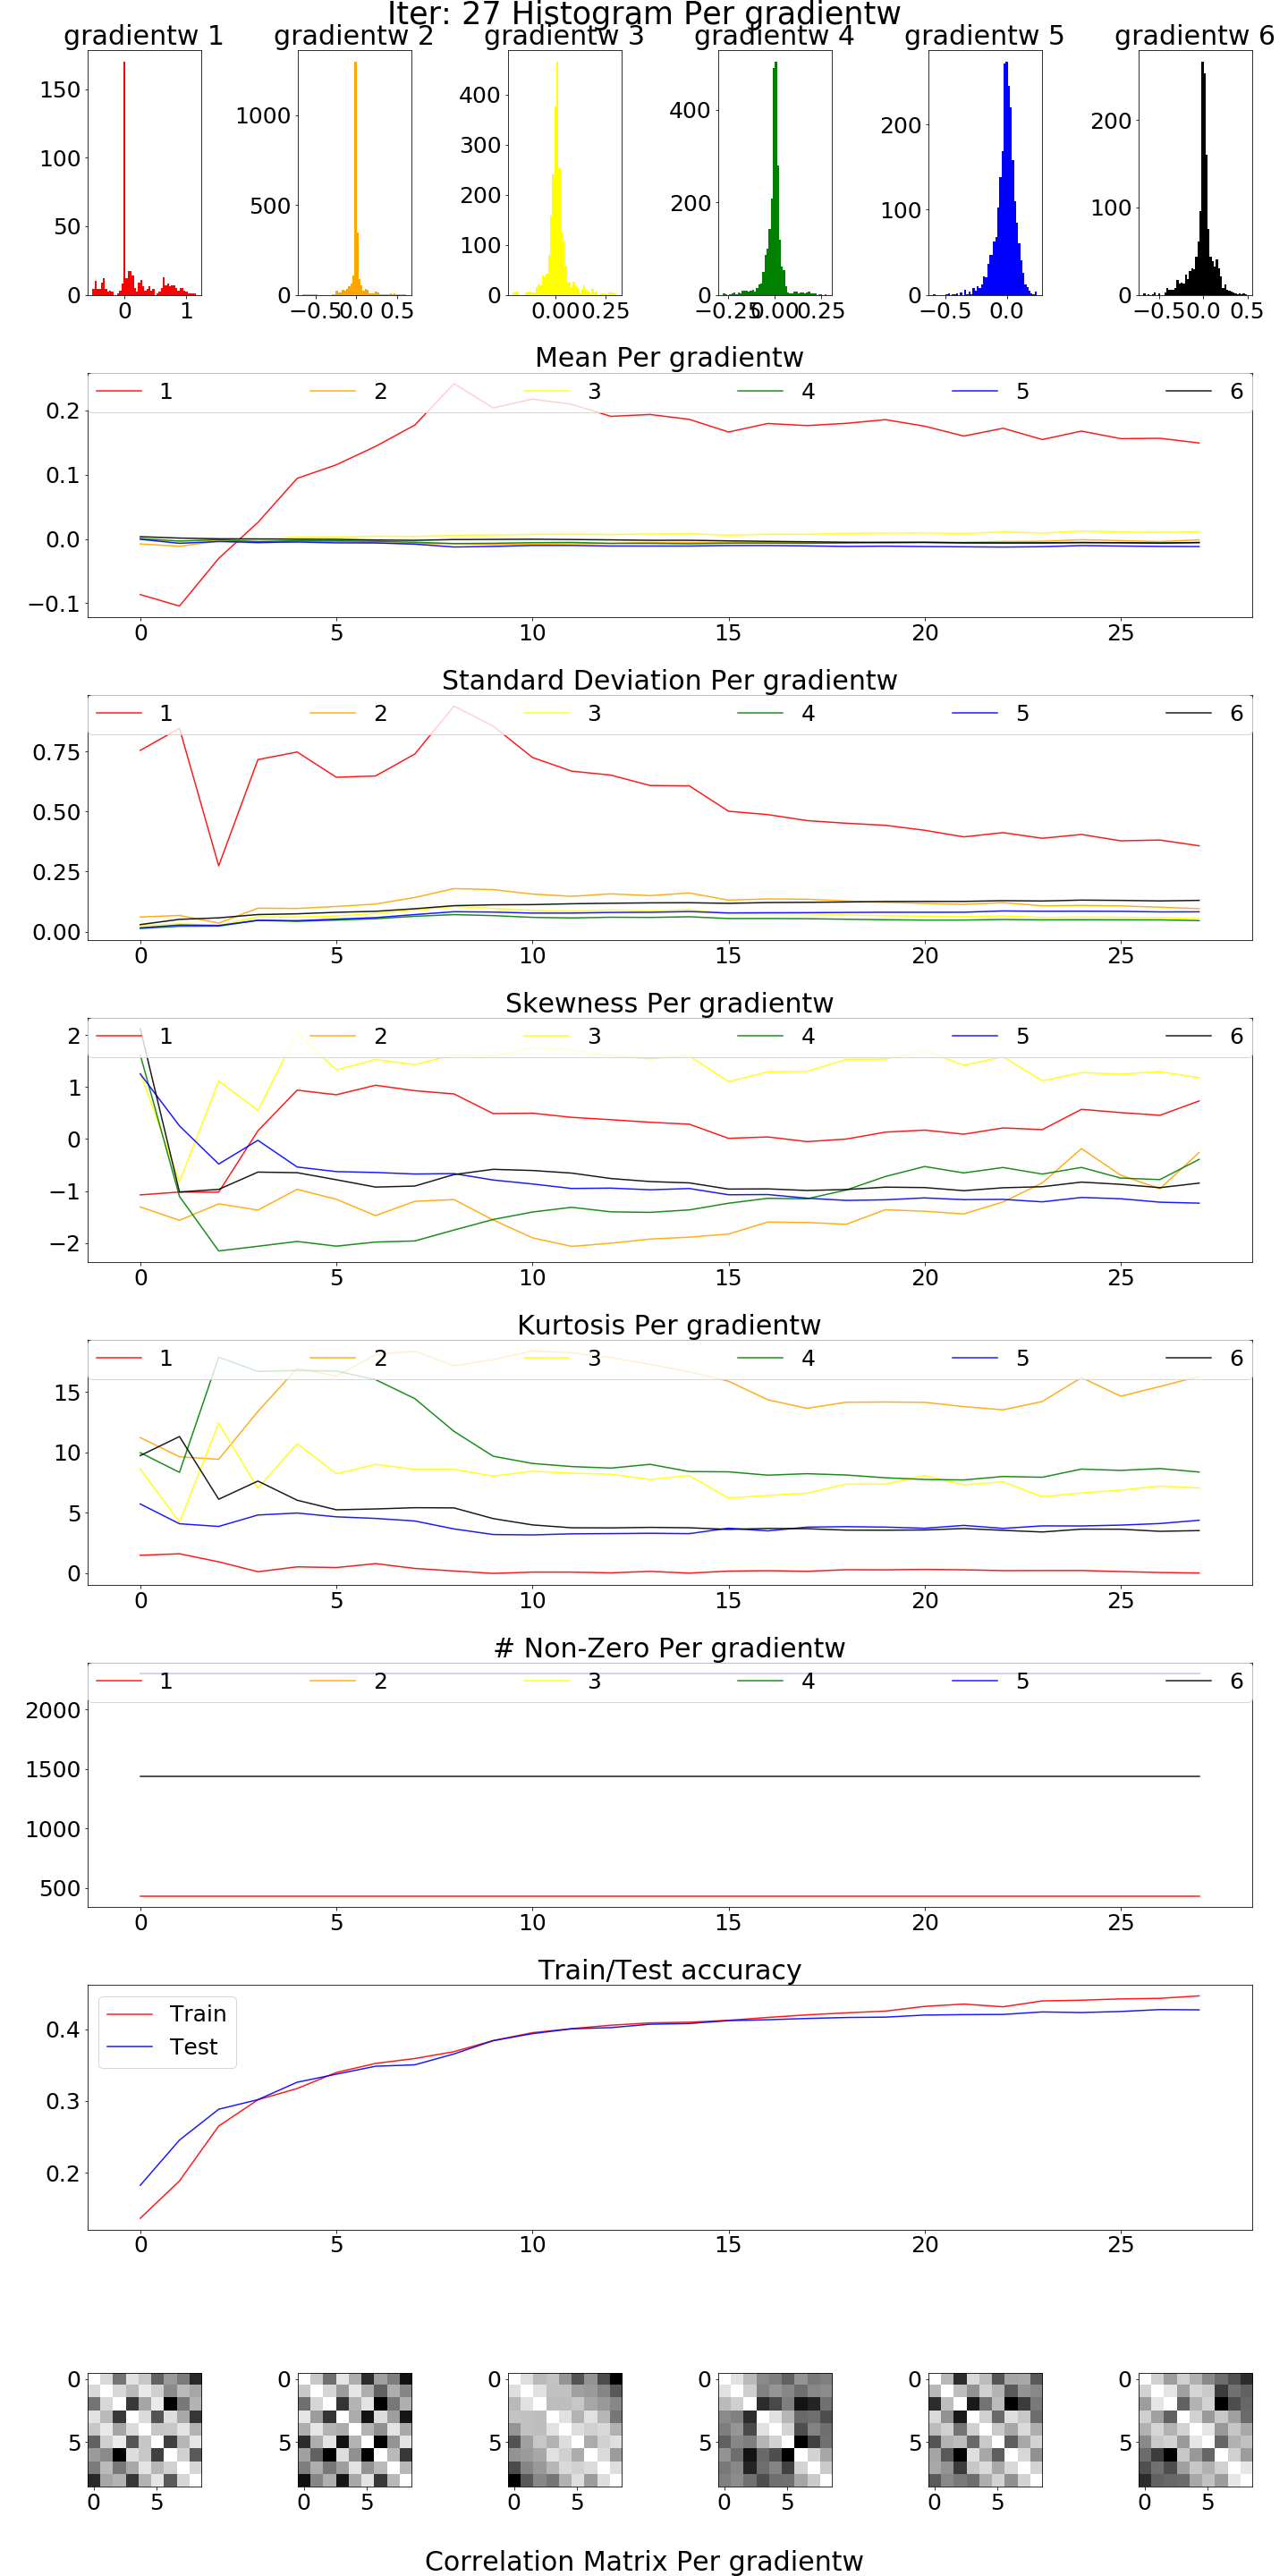 Iter: 27 Histogram Per gradientw
gradientw 1 gradientw 2 gradientw 3 gradientw 4 gradientw 5 gradientw 6
150
100
50
0
0 1
1000
500
0
−0.5 0.0 0.5
400
300
200
100
0
0.00 0.25
400
200
0
−0.25 0.00 0.25
200
100
0
−0.5 0.0
200
100
0
−0.5 0.0 0.5
Mean Per gradientw
1 2 3 4 5 6
0.2
0.1
0.0
−0.1
0 5 10 15 20 25
Standard Deviation Per gradientw
1 2 3 4 5 6
0.75
0.50
0.25
0.00
0 5 10 15 20 25
Skewness Per gradientw
1 2 3 4 5 6
2
1
0
−1
−2
0 5 10 15 20 25
Kurtosis Per gradientw
1 2 3 4 5 6
15
10
5
0
0 5 10 15 20 25
# Non-Zero Per gradientw
1 2 3 4 5 6
2000
1500
1000
500
0 5 10 15 20 25
Train/Test accuracy
Train
Test
0.4
0.3
0.2
0 5 10 15 20 25
0 0 0 0 0 0
5 5 5 5 5 5
0 5 0 5 0 5 0 5 0 5 0 5
Correlation Matrix Per gradientw